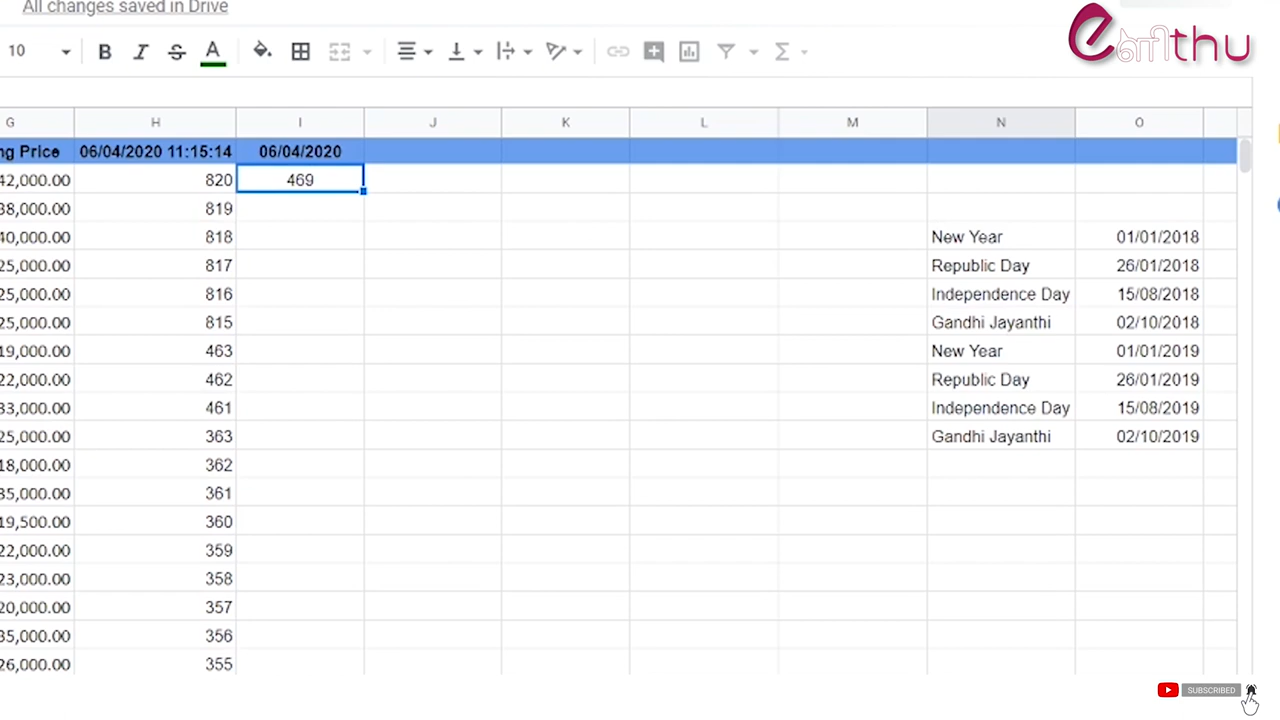 All changes saved in Drive
eனிthu
10 B I S A
G H I J K L M N O
ng Price 06/04/2020 11:15:14 06/04/2020
42,000.00 820 469
38,000.00 819
40,000.00 818 New Year 01/01/2018
25,000.00 817 Republic Day 26/01/2018
25,000.00 816 Independence Day 15/08/2018
25,000.00 815 Gandhi Jayanthi 02/10/2018
19,000.00 463 New Year 01/01/2019
22,000.00 462 Republic Day 26/01/2019
33,000.00 461 Independence Day 15/08/2019
25,000.00 363 Gandhi Jayanthi 02/10/2019
18,000.00 362
35,000.00 361
19,500.00 360
22,000.00 359
23,000.00 358
20,000.00 357
35,000.00 356
26,000.00 355
SUBSCRIBED